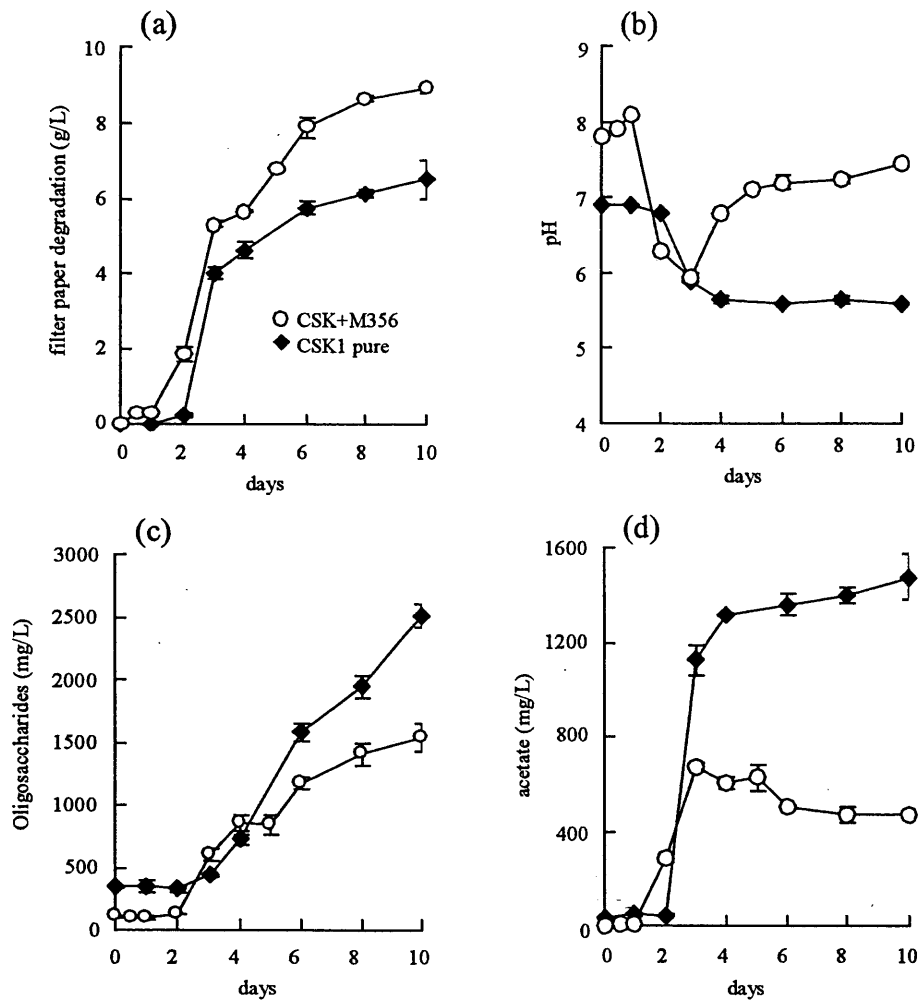 (a)
10
8
6
4
2
0
filter paper degradation (g/L)
CSK+M356
CSK1 pure
0 2 4 6 8 10
days
(b)
9
8
7
6
5
4
pH
0 2 4 6 8 10
days
(c)
3000
2500
2000
1500
1000
500
0
Oligosaccharides (mg/L)
0 2 4 6 8 10
days
(d)
1600
1200
800
400
0
acetate (mg/L)
0 2 4 6 8 10
days